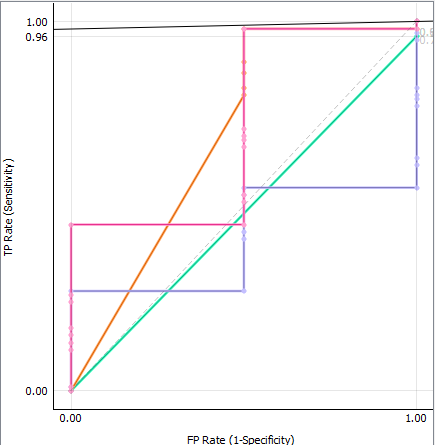 1.00
0.96
TP Rate (Sensitivity)
0.00
0.00
1.00
FP Rate (1-Specificity)